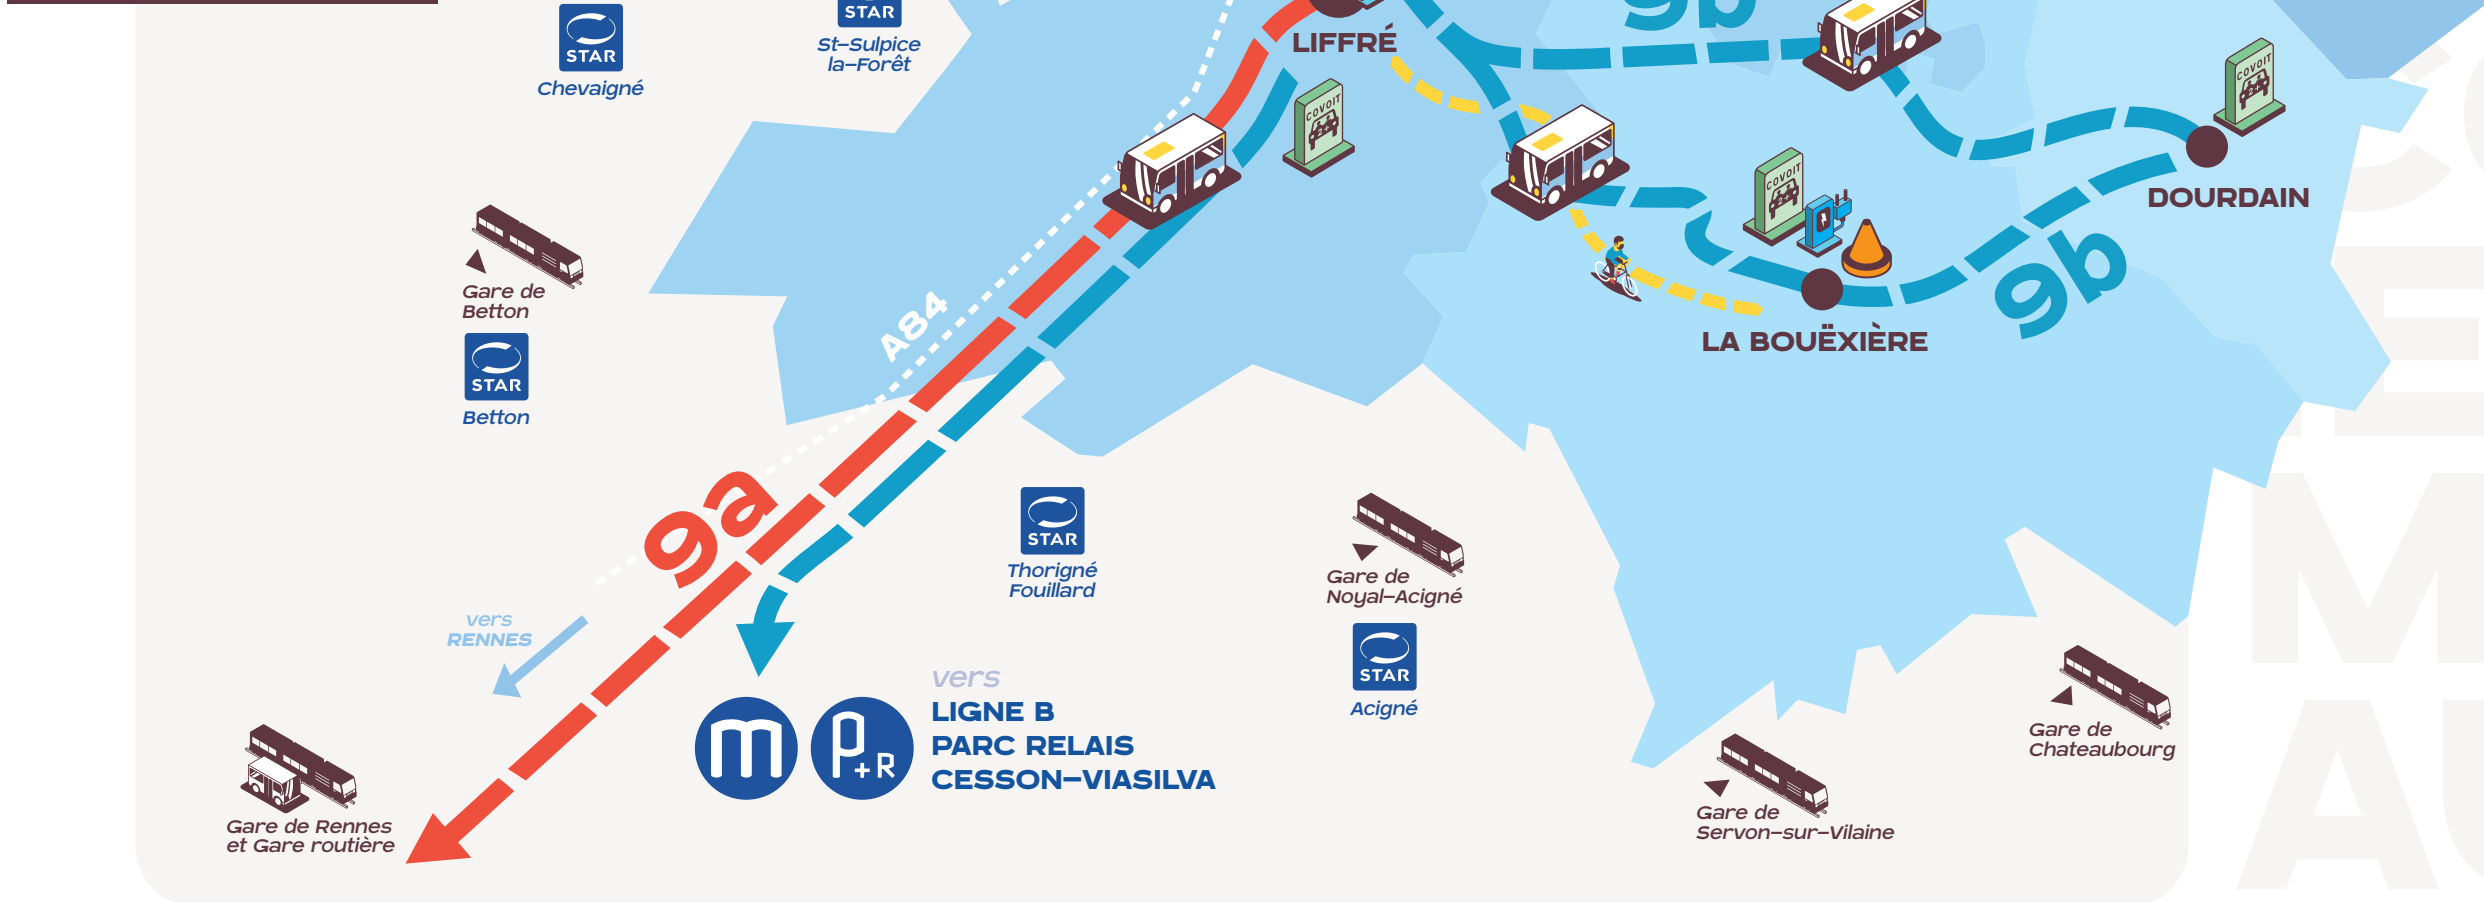 STAR
Chevaigné
STAR
St-Sulpice
la-Forêt
LIFFRÉ
9b
COVOIT
COVOIT
COVOIT
DOURDAIN
9b
LA BOUËXIÈRE
Gare de
Betton
STAR
Betton
A84
9a
STAR
Thorigné
Fouillard
Gare de
Noyal-Acigné
STAR
Acigné
vers
RENNES
vers
LIGNE B
PARC RELAIS
CESSON-VIASILVA
m
P+R
Gare de Rennes
et Gare routière
Gare de
Servon-sur-Vilaine
Gare de
Chateaubourg